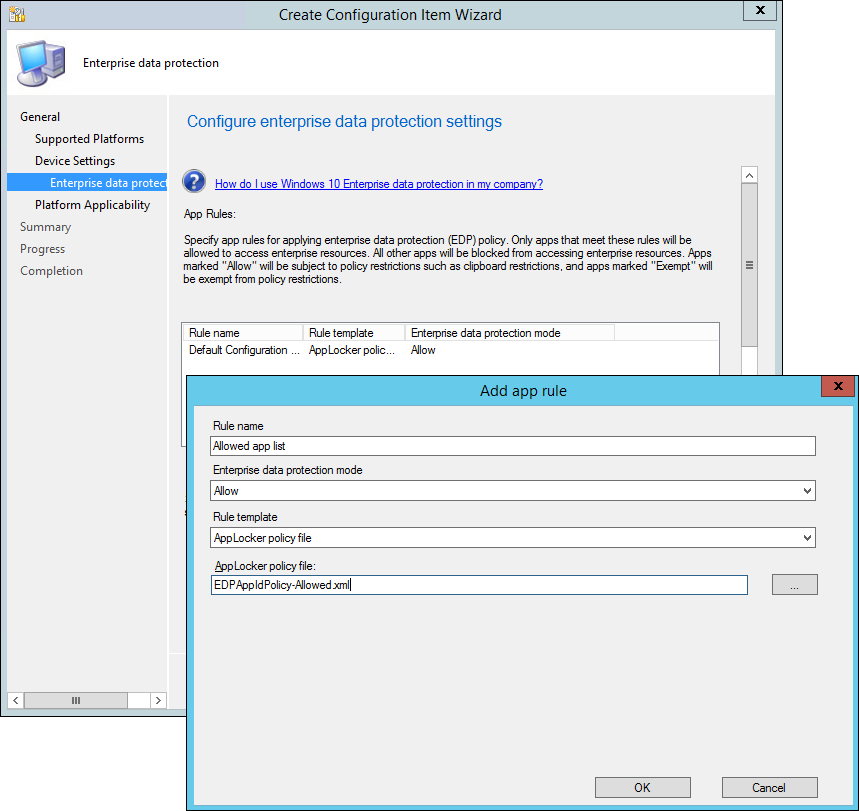 Create Configuration Item Wizard
x
Enterprise data protection
General
Supported Platforms
Device Settings
Enterprise data protect
Platform Applicability
Summary
Progress
Completion
Configure enterprise data protection settings
?
How do I use Windows 10 Enterprise data protection in my company?
App Rules:
Specify app rules for applying enterprise data protection (EDP) policy. Only apps that meet these rules will be
allowed to access enterprise resources. All other apps will be blocked from accessing enterprise resources. Apps
marked "Allow" will be subject to policy restrictions such as clipboard restrictions, and apps marked "Exempt" will
be exempt from policy restrictions.
Rule name Rule template Enterprise data protection mode
Default Configuration ... AppLocker polic... Allow
Add app rule
x
Rule name
Allowed app list
Enterprise data protection mode
Allow
Rule template
AppLocker policy file
AppLocker policy file:
EDPAppIdPolicy-Allowed.xml
...
OK Cancel